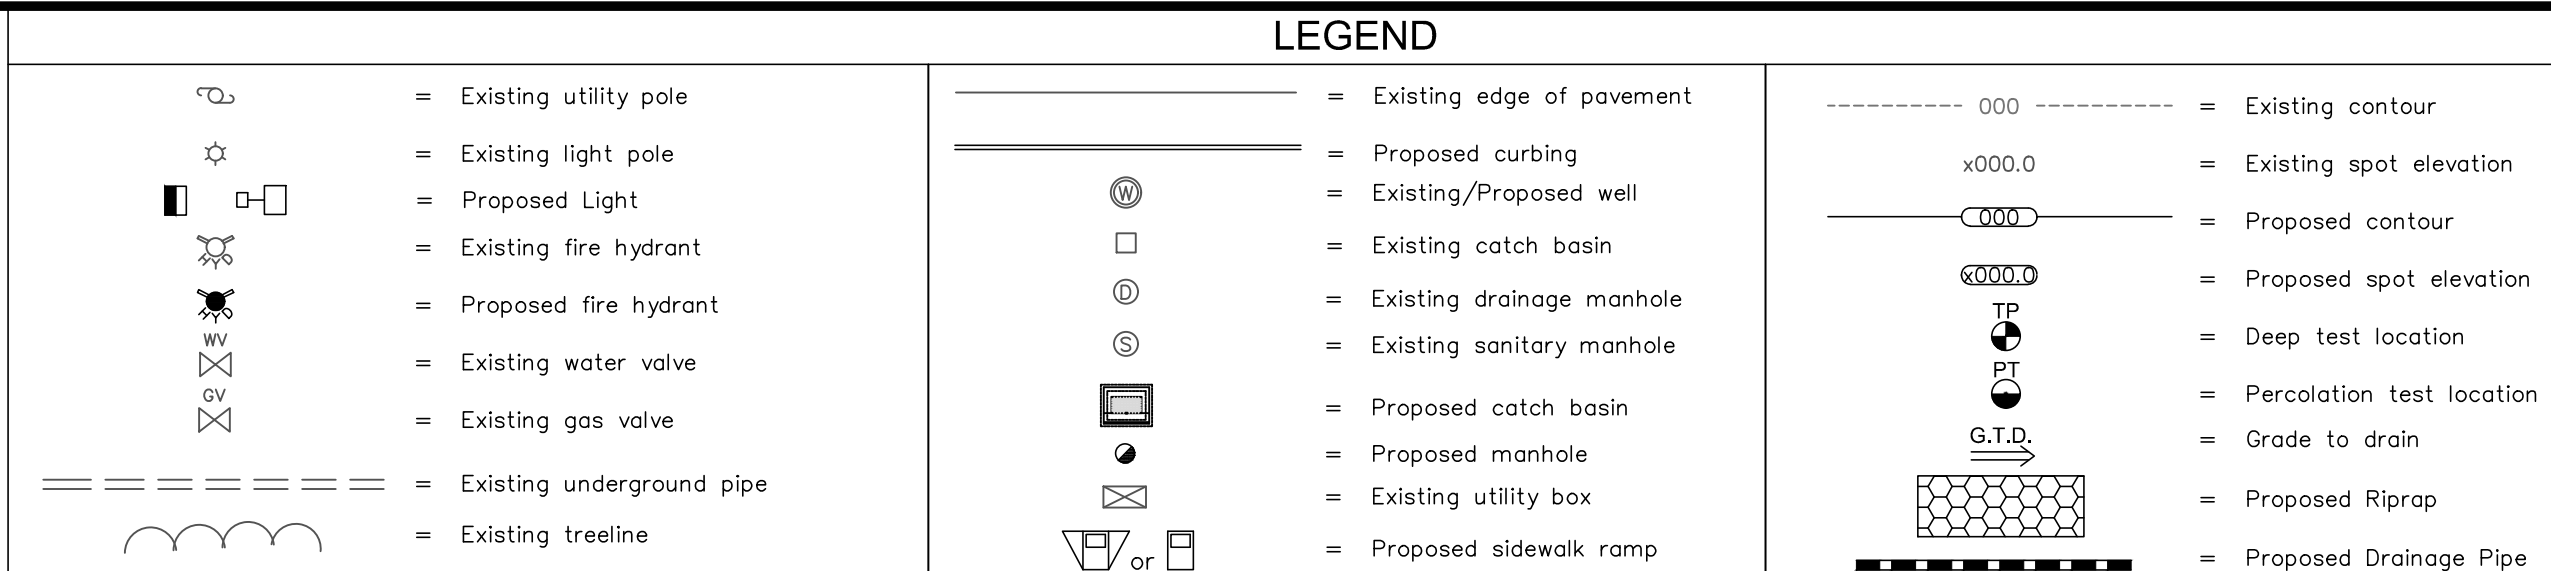 LEGEND
= Existing utility pole
= Existing light pole
= Proposed Light
= Existing fire hydrant
= Proposed fire hydrant
WV
= Existing water valve
GV
= Existing gas valve
= Existing underground pipe
= Existing treeline
= Existing edge of pavement
= Proposed curbing
W = Existing/Proposed well
= Existing catch basin
D = Existing drainage manhole
S = Existing sanitary manhole
= Proposed catch basin
= Proposed manhole
= Existing utility box
or = Proposed sidewalk ramp
000 = Existing contour
x000.0 = Existing spot elevation
000 = Proposed contour
x000.0 = Proposed spot elevation
TP
= Deep test location
PT
= Percolation test location
G.T.D. = Grade to drain
= Proposed Riprap
= Proposed Drainage Pipe